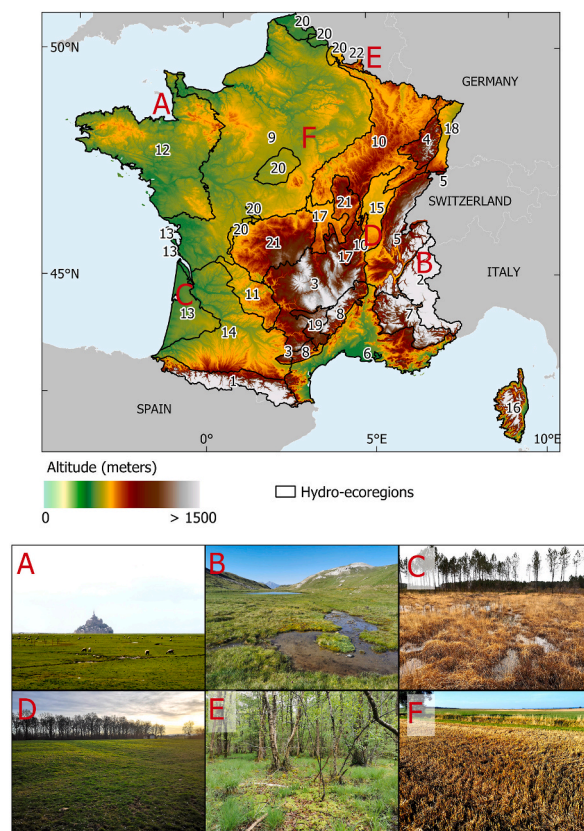 50°N
20
20
20
22
E
GERMANY
A
F
9
10
4
18
12
20
5
21
SWITZERLAND
20
17
15
13
20
D
5
21
10
B
13
17
45°N
3
ITALY
C
11
13
8
7
14
19
3
8
6
1
16
SPAIN
0°
5°E
10°E
Altitude (meters)
Hydro-ecoregions
0
> 1500
A
B
C
D
E
F